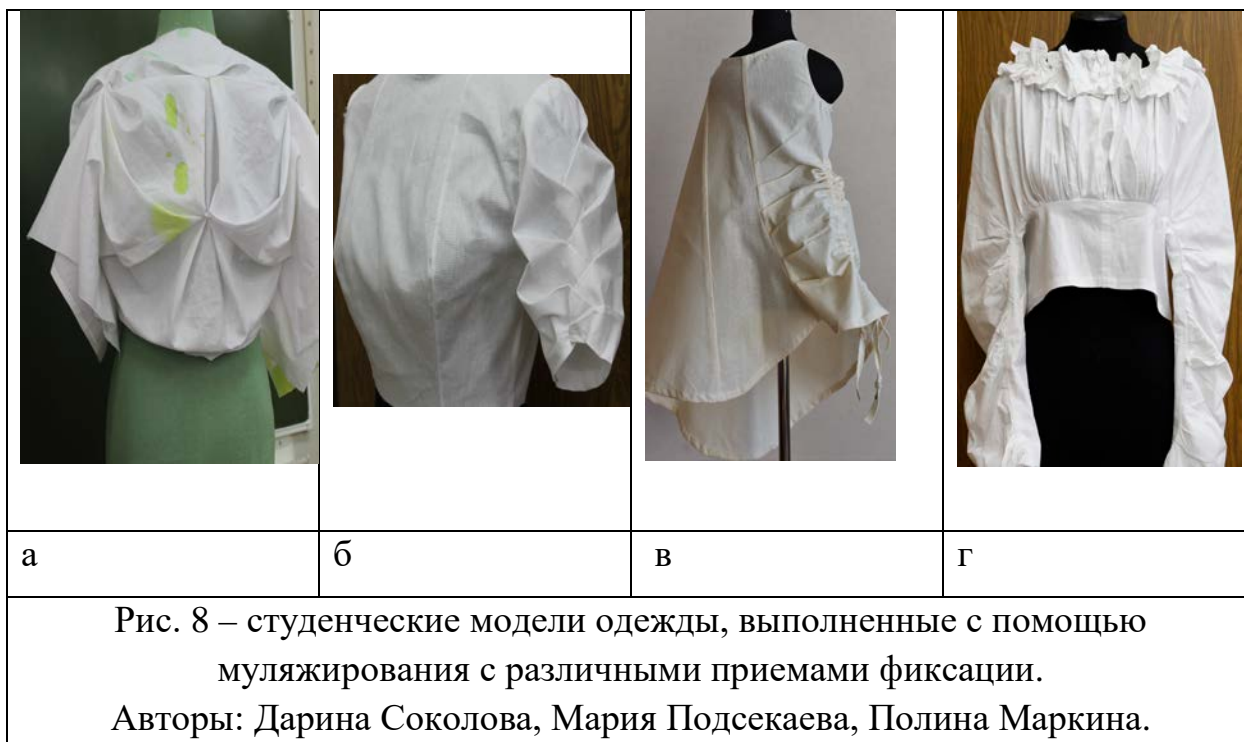 а б в г
Рис. 8 – студенческие модели одежды, выполненные с помощью
муляжирования с различными приемами фиксации.
Авторы: Дарина Соколова, Мария Подсекаева, Полина Маркина.